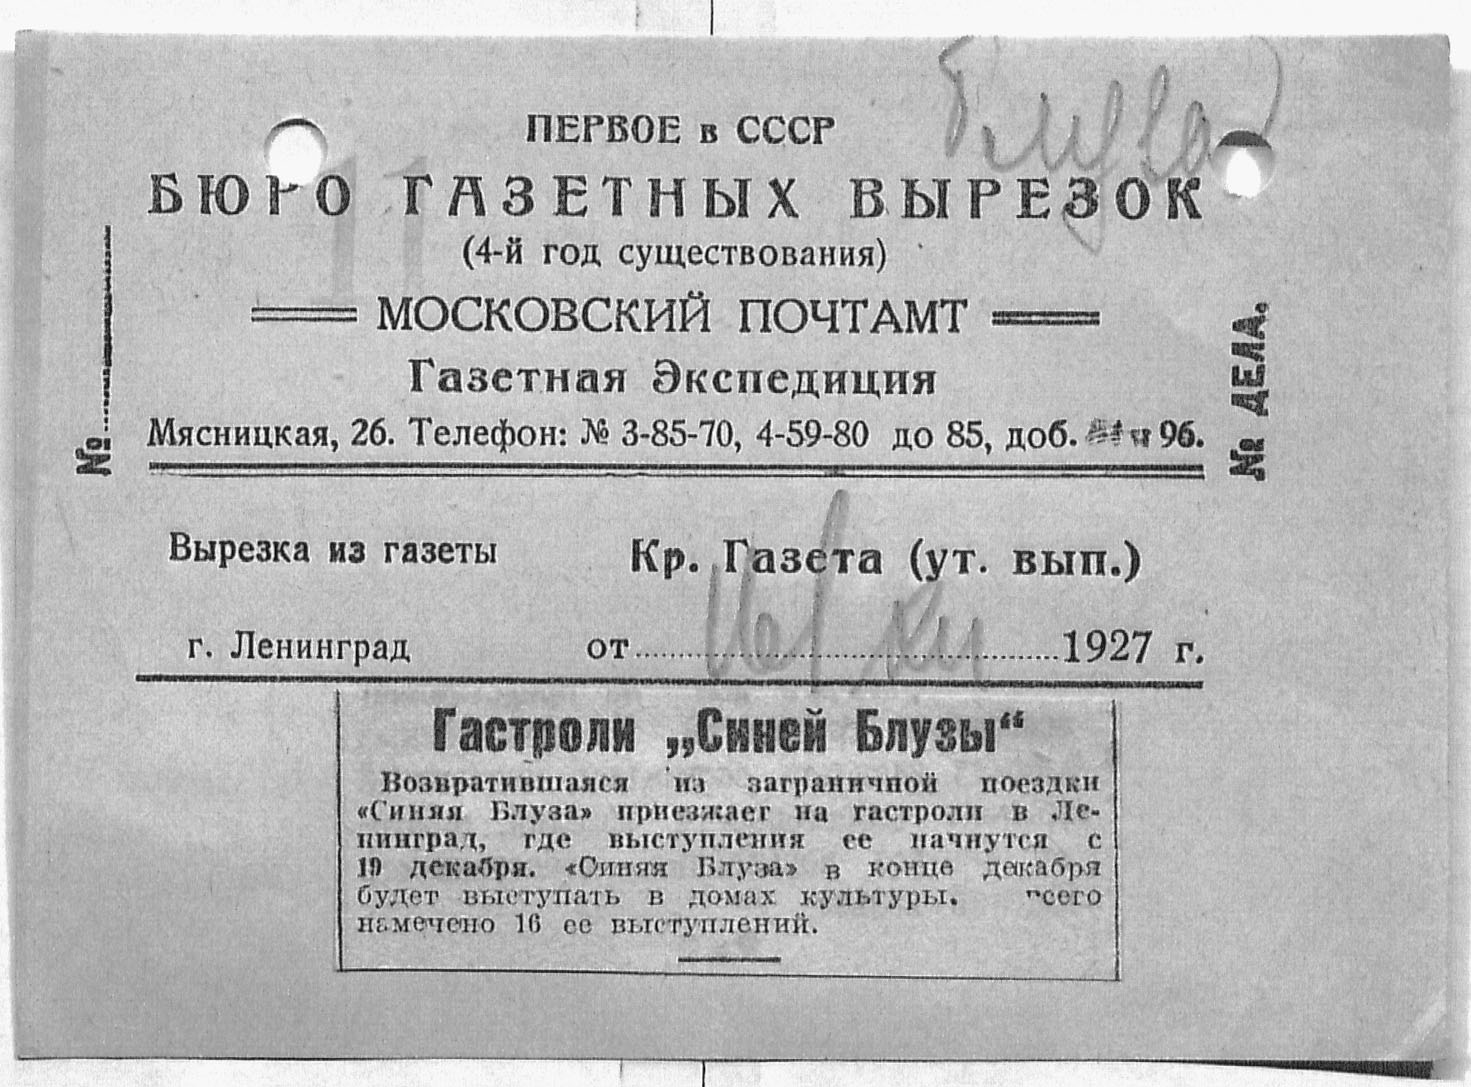 Блуза
ПЕРВОЕ в СССР
БЮРО ГАЗЕТНЫХ ВЫРЕЗОК
(4-й год существования)
МОСКОВСКИЙ ПОЧТАМТ
Газетная Экспедиция
Мясницкая, 26. Телефон: № 3-85-70, 4-59-80 до 85, доб. и 96.
№
№ ДЕЛА.
Вырезка из газеты Кр. Газета (ут. вып.)
г. Ленинград от 1927 г.
Гастроли „Синей Блузы“
Возвратившаяся из заграничной поездки
«Синяя Блуза» приезжает на гастроли в Ле-
нинград, где выступления ее начнутся с
19 декабря. «Синяя Блуза» в конце декабря
будет выступать в домах культуры. всего
намечено 16 ее выступлений.